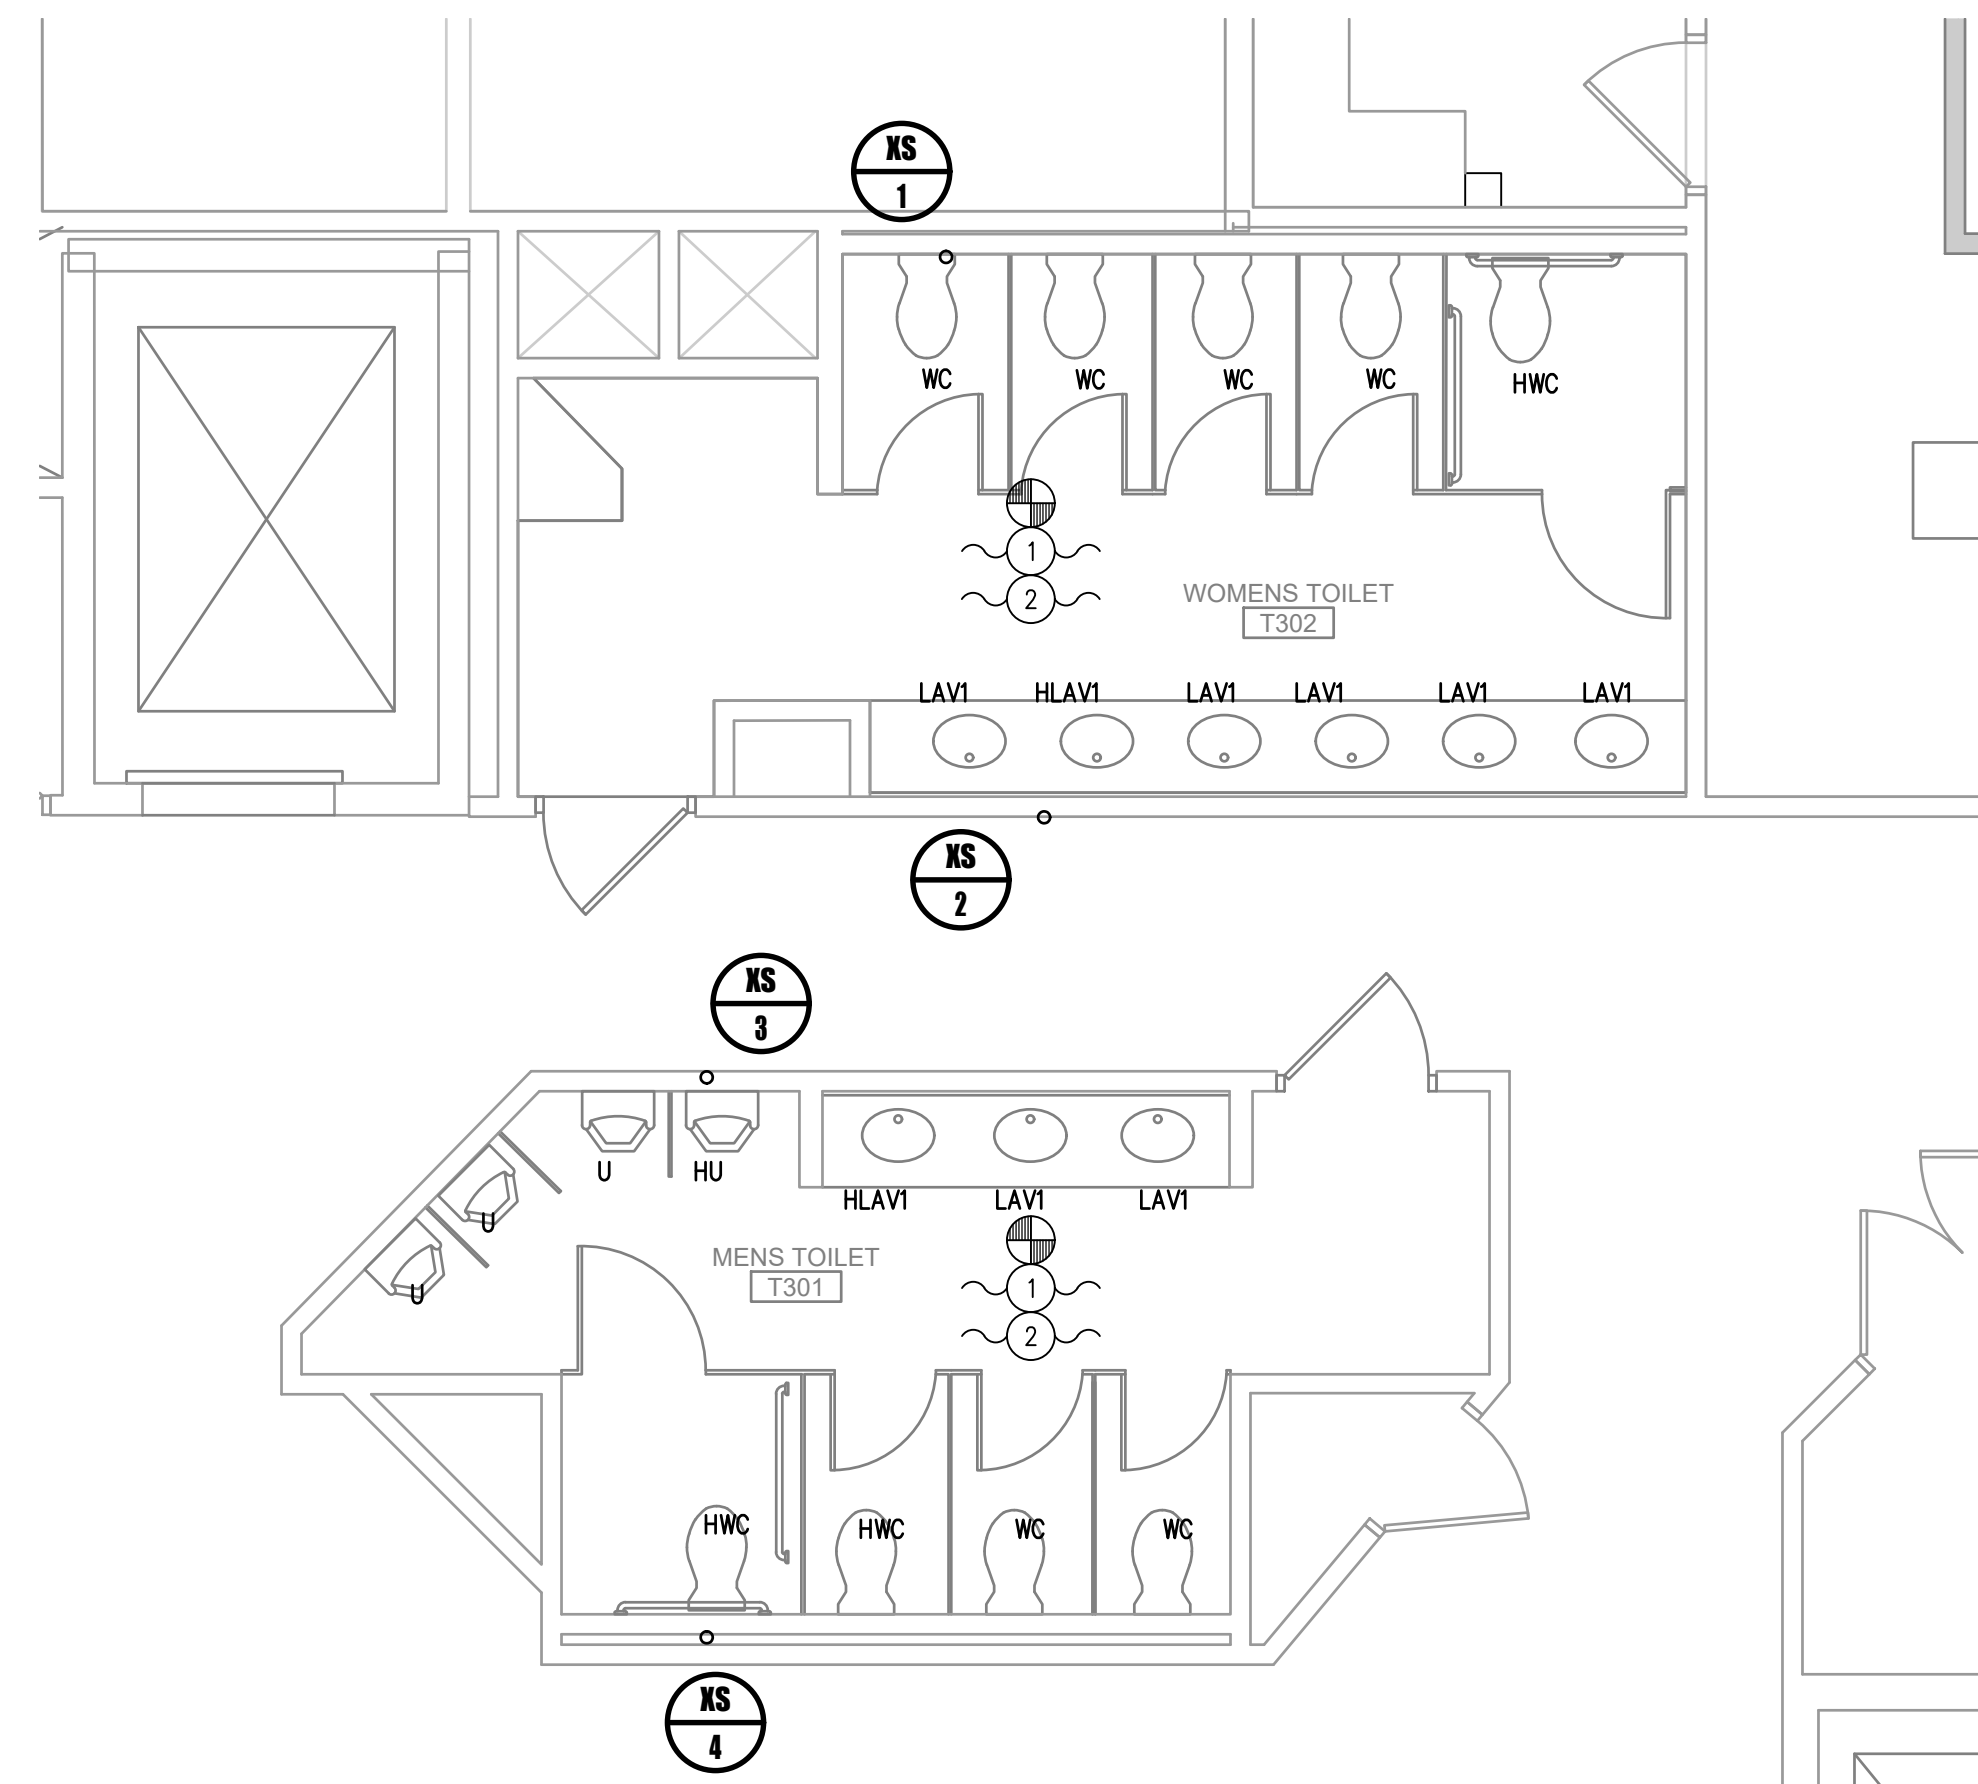 XS
1
WC WC WC WC HWC
1
2
WOMENS TOILET
T302
LAV1 HLAV1 LAV1 LAV1 LAV1 LAV1
XS
2
XS
3
U HU
U
U
HLAV1 LAV1 LAV1
MENS TOILET
T301
1
2
HWC HWC WC WC
XS
4